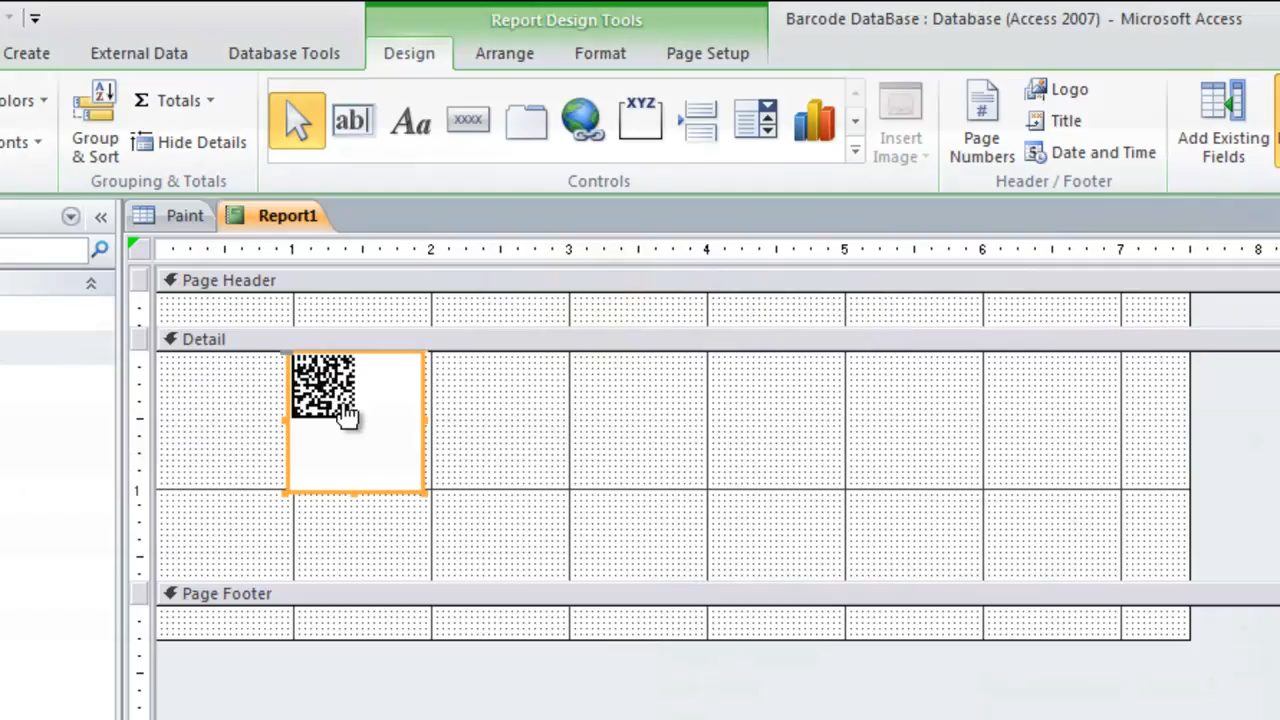 Report Design Tools
Barcode DataBase : Database (Access 2007) - Microsoft Access
Create External Data Database Tools Design Arrange Format Page Setup
Group & Sort
Σ Totals
Hide Details
Grouping & Totals
ab|
Aa
XXXX
XYZ
Controls
Insert Image
Page Numbers
Logo
Title
Date and Time
Header / Footer
Add Existing Fields
Paint Report1
1 2 3 4 5 6 7 8
Page Header
Detail
1
Page Footer